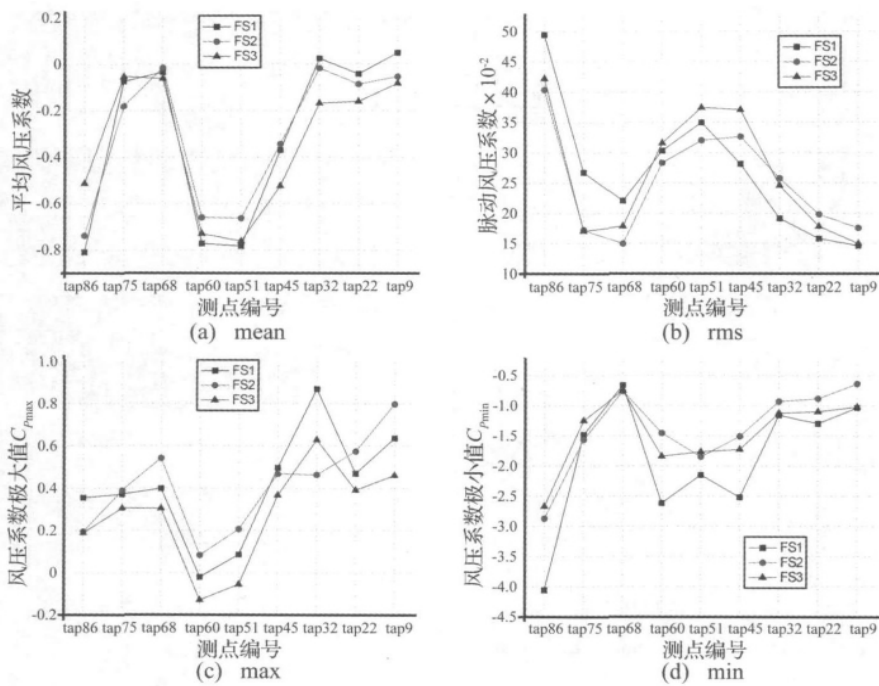 0.2
0
-0.2
-0.4
-0.6
-0.8
平均风压系数
FS1
FS2
FS3
tap86 tap75 tap68 tap60 tap51 tap45 tap32 tap22 tap9
测点编号
(a) mean
50
45
40
35
30
25
20
15
10
脉动风压系数×10⁻²
FS1
FS2
FS3
tap86 tap75 tap68 tap60 tap51 tap45 tap32 tap22 tap9
测点编号
(b) rms
1.0
0.8
0.6
0.4
0.2
0
-0.2
风压系数极大值C_Pmax
FS1
FS2
FS3
tap86 tap75 tap68 tap60 tap51 tap45 tap32 tap22 tap9
测点编号
(c) max
-0.5
-1.0
-1.5
-2.0
-2.5
-3.0
-3.5
-4.0
-4.5
风压系数极小值C_Pmin
FS1
FS2
FS3
tap86 tap75 tap68 tap60 tap51 tap45 tap32 tap22 tap9
测点编号
(d) min